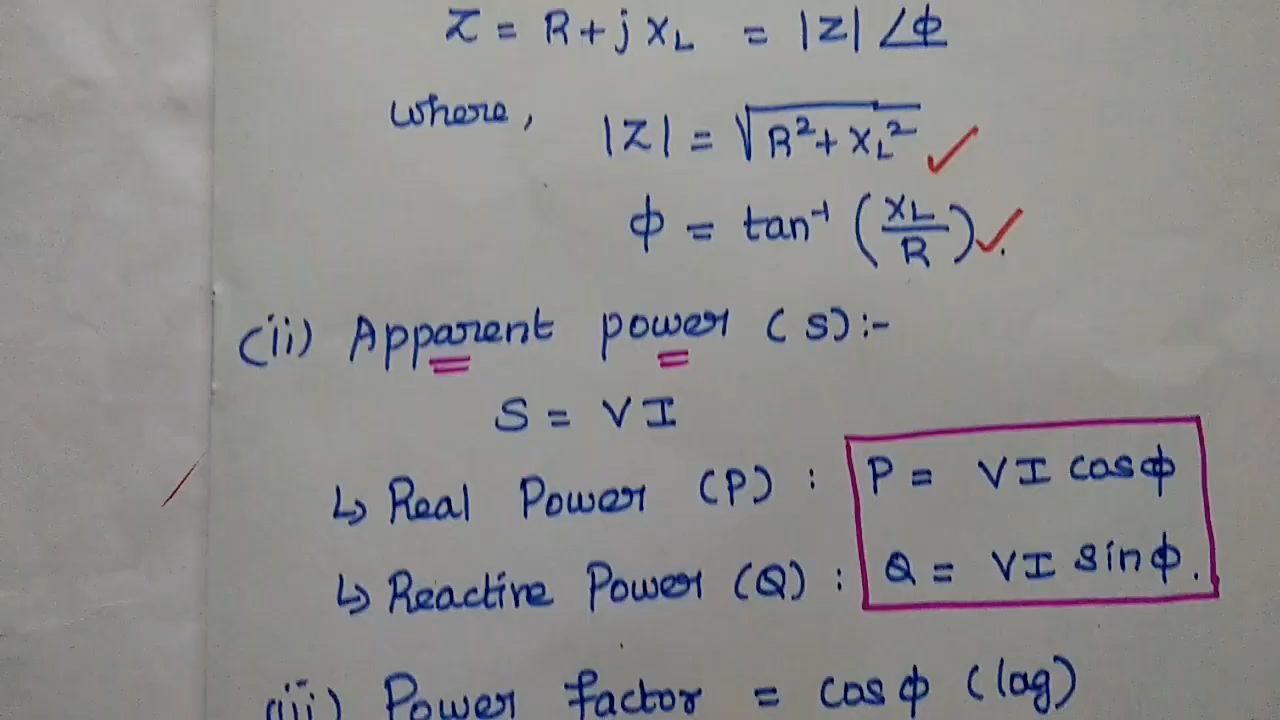 Z = R + j XL = |Z| ∠ϕ
where,
|Z| = √(R² + XL²) ✓
ϕ = tan⁻¹ (XL/R) ✓.
(ii) Apparent power (s):-
S = VI
↳ Real Power (P) : P = VI cosϕ
↳ Reactive Power (Q) : Q = VI sinϕ.
(iii) Power factor = cosϕ (lag)